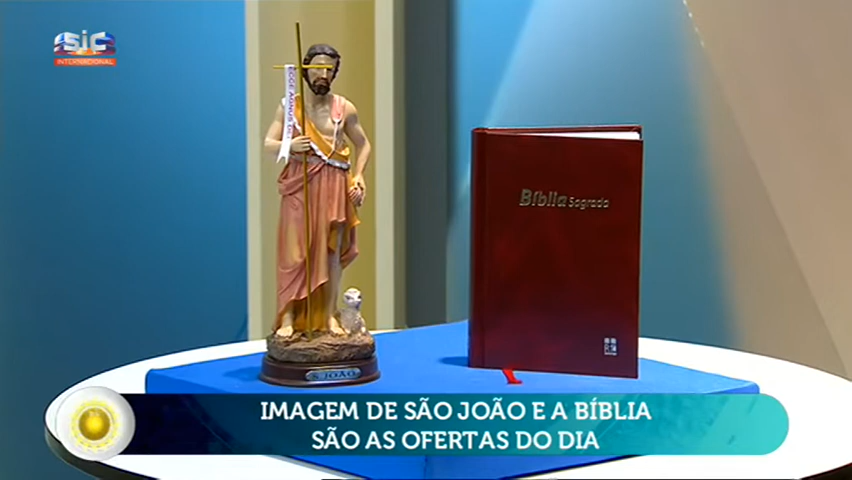 SiC
INTERNACIONAL
ECCE AGNUS DEI
Bíblia Sagrada
S. JOÃO
IMAGEM DE SÃO JOÃO E A BÍBLIA
SÃO AS OFERTAS DO DIA